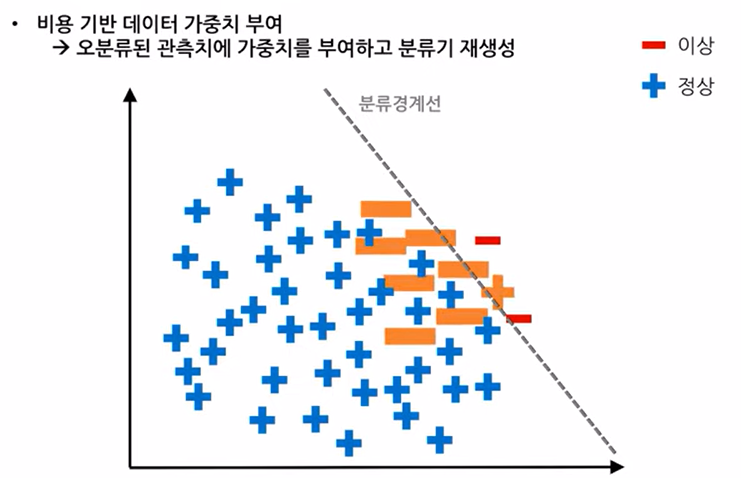 • 비용 기반 데이터 가중치 부여
→ 오분류된 관측치에 가중치를 부여하고 분류기 재생성
이상
정상
분류경계선